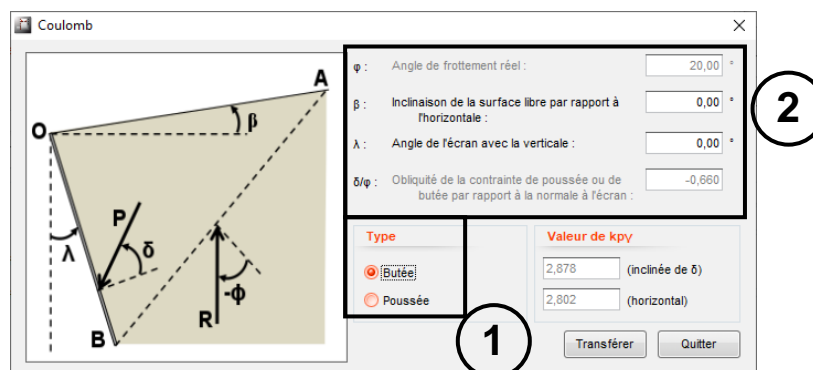 Coulomb
φ : Angle de frottement réel : 20,00 °
β : Inclinaison de la surface libre par rapport à
l'horizontale : 0,00 °
λ : Angle de l'écran avec la verticale : 0,00 °
δ/φ : Obliquité de la contrainte de poussée ou de
butée par rapport à la normale à l'écran : -0,660
2
A
O
β
P
λ
δ
-ϕ
R
B
Type
Butée
Poussée
1
Valeur de kpγ
2,878 (inclinée de δ)
2,802 (horizontal)
Transférer
Quitter